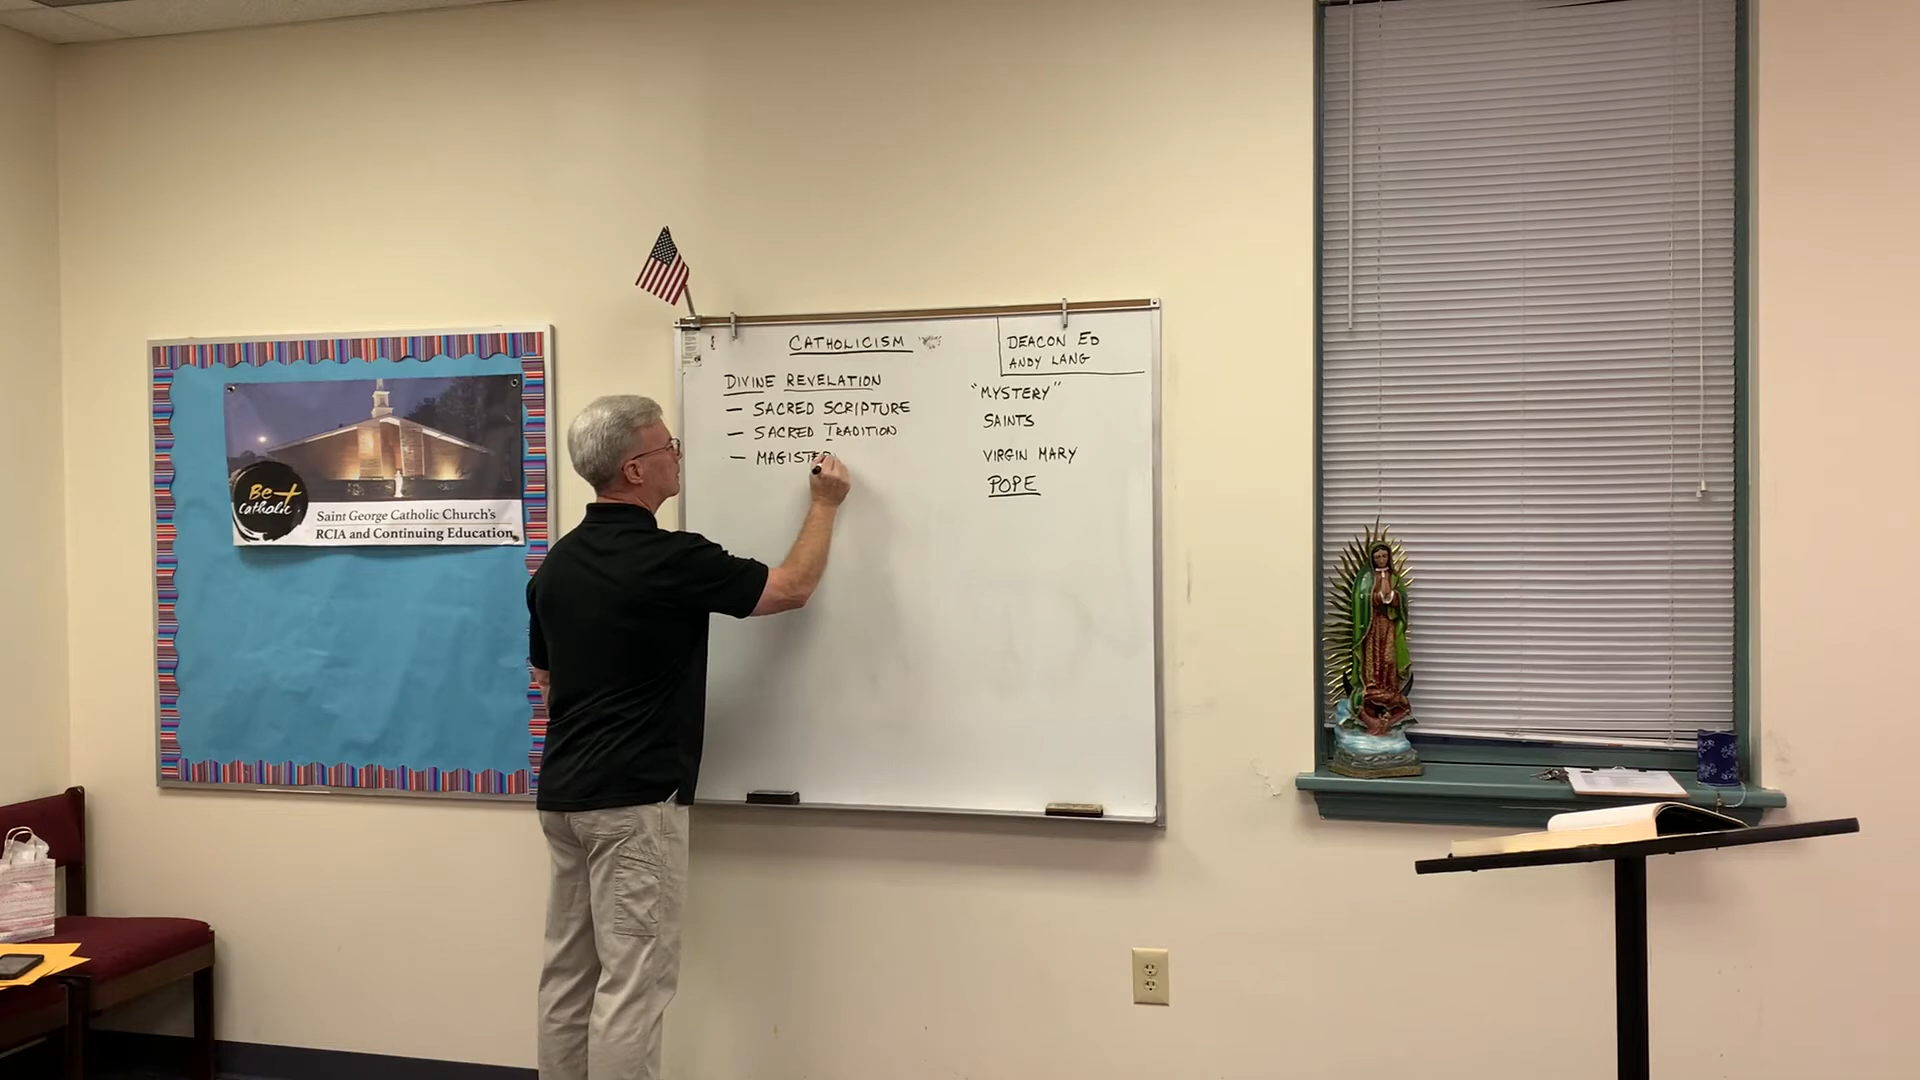 Be
Catholic.
Saint George Catholic Church's
RCIA and Continuing Education
CATHOLICISM
DEACON ED
ANDY LANG
DIVINE REVELATION
— SACRED SCRIPTURE
— SACRED TRADITION
— MAGISTER
"MYSTERY"
SAINTS
VIRGIN MARY
POPE